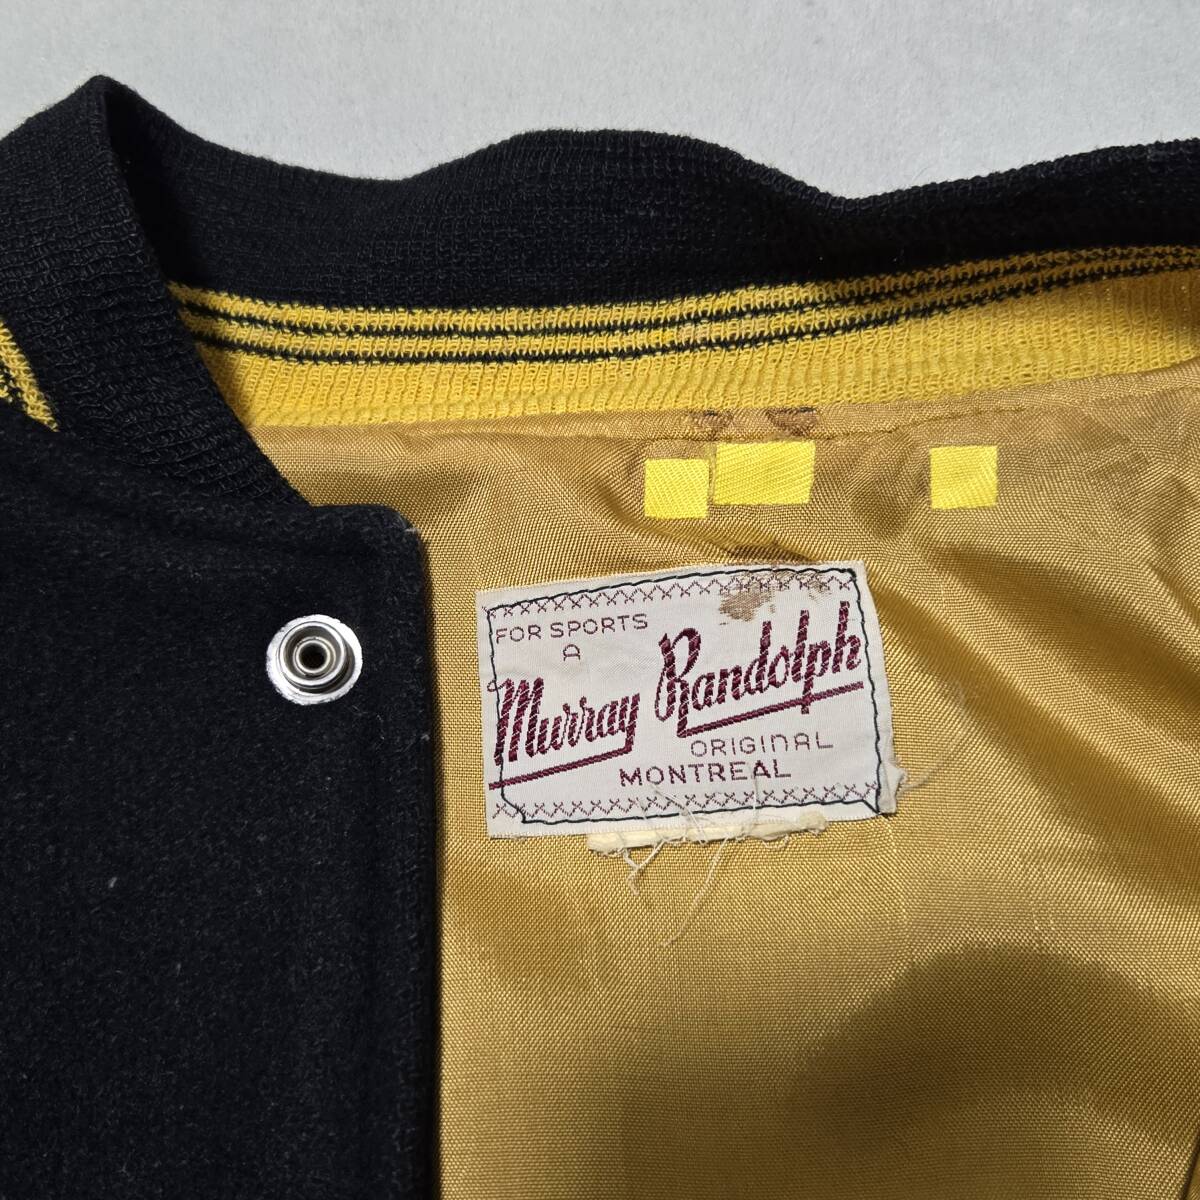 FOR SPORTS
A
Murray Randolph
ORIGINAL
MONTREAL